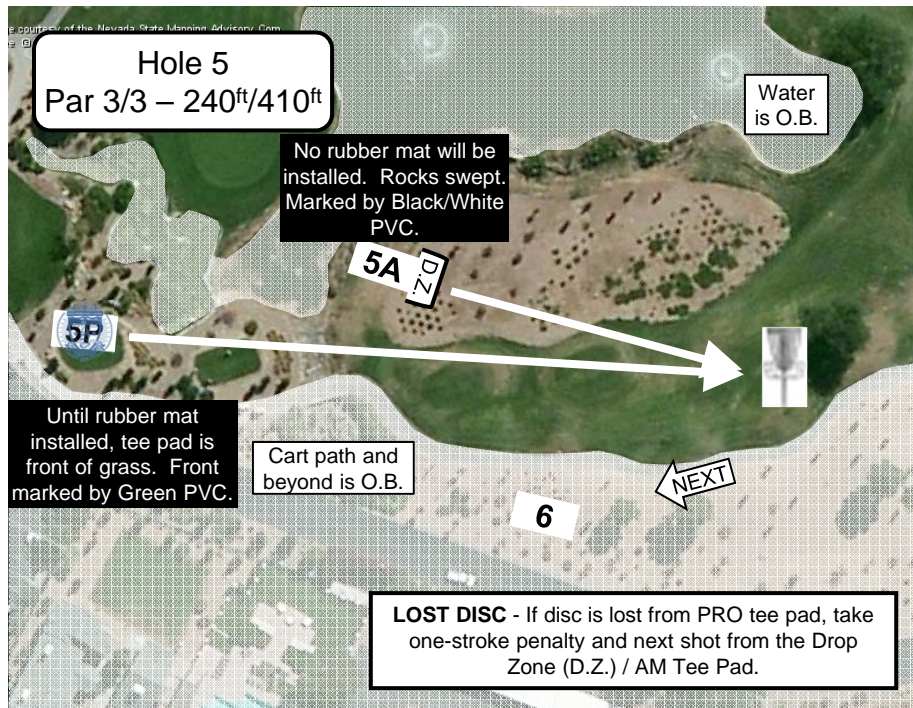 e courtesy of the Nevada State Mapping Advisory Com
Hole 5
Par 3/3 – 240ft/410ft
Water
is O.B.
No rubber mat will be
installed.  Rocks swept.
Marked by Black/White
PVC.
5A
D.Z.
5P
Until rubber mat
installed, tee pad is
front of grass.  Front
marked by Green PVC.
Cart path and
beyond is O.B.
NEXT
6
LOST DISC - If disc is lost from PRO tee pad, take
one-stroke penalty and next shot from the Drop
Zone (D.Z.) / AM Tee Pad.